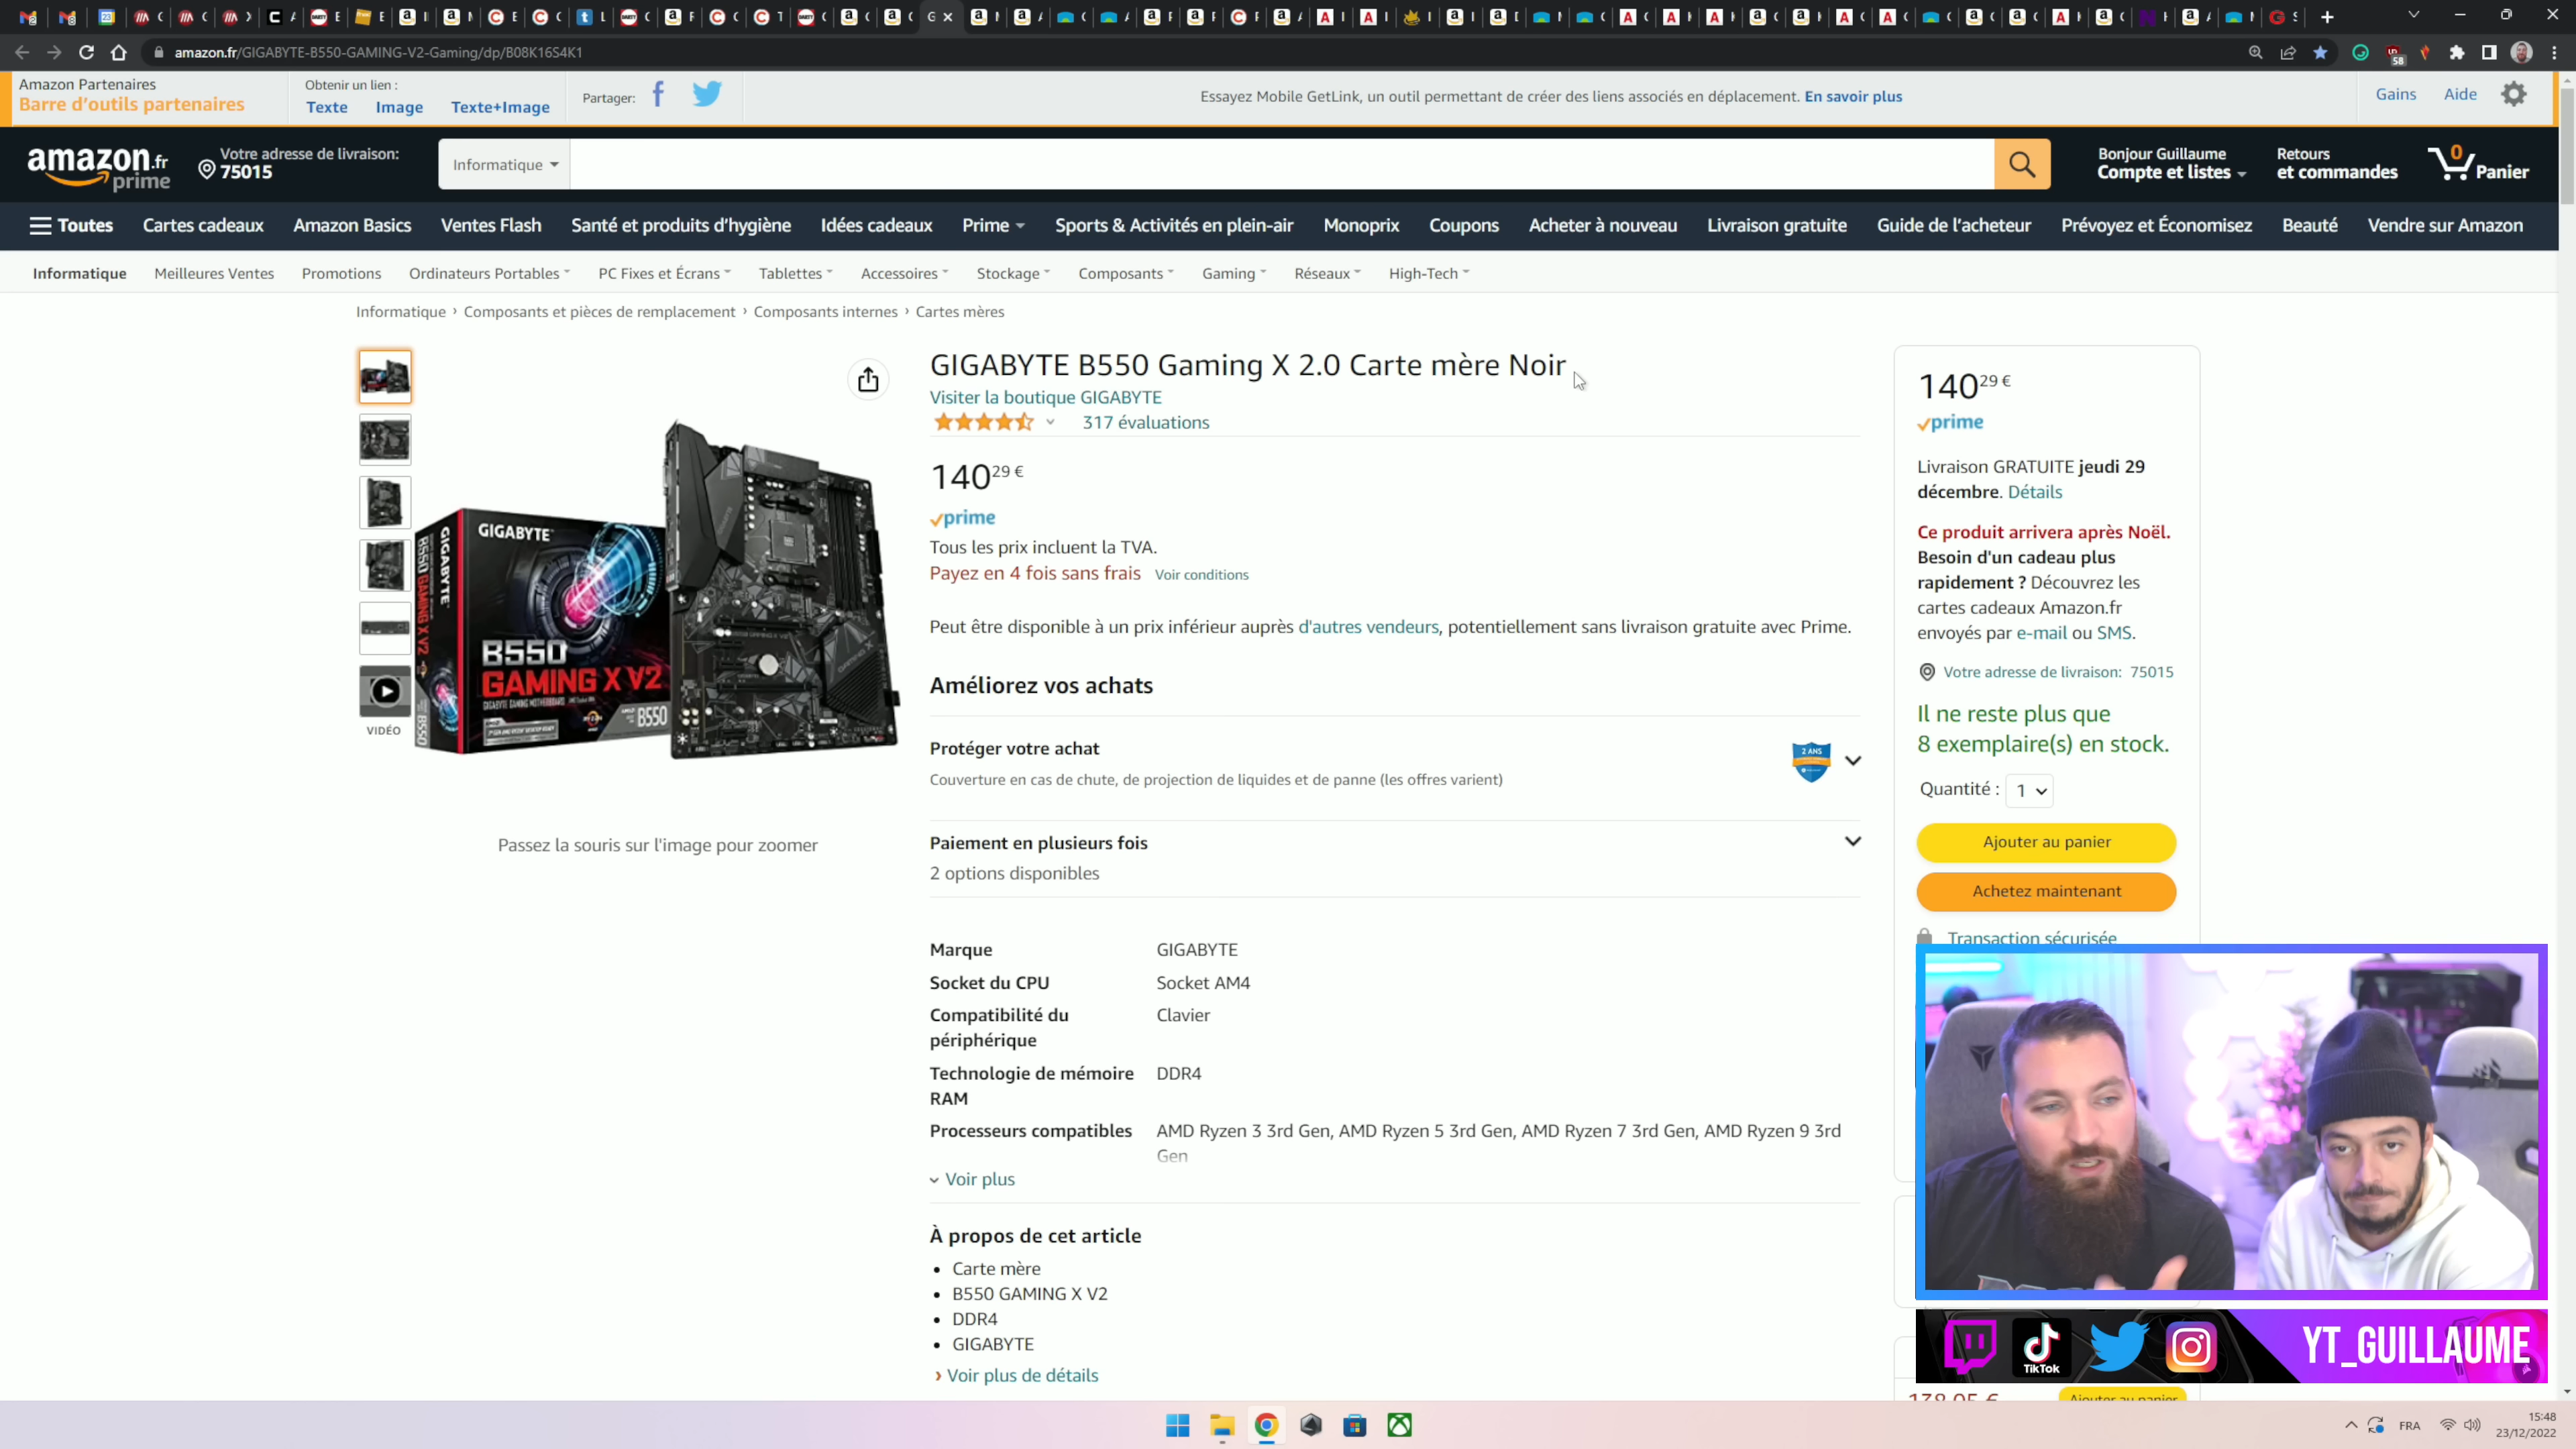 amazon.fr/GIGABYTE-B550-GAMING-V2-Gaming/dp/B08K16S4K1
58
Amazon Partenaires
Barre d'outils partenaires
Obtenir un lien :
Texte Image Texte+Image
Partager:
Essayez Mobile GetLink, un outil permettant de créer des liens associés en déplacement. En savoir plus
Gains Aide
amazon.fr
prime
Votre adresse de livraison:
75015
Informatique
Bonjour Guillaume
Compte et listes
Retours
et commandes
0
Panier
Toutes Cartes cadeaux Amazon Basics Ventes Flash Santé et produits d'hygiène Idées cadeaux Prime Sports & Activités en plein-air Monoprix Coupons Acheter à nouveau Livraison gratuite Guide de l'acheteur Prévoyez et Économisez Beauté Vendre sur Amazon
Informatique Meilleures Ventes Promotions Ordinateurs Portables PC Fixes et Écrans Tablettes Accessoires Stockage Composants Gaming Réseaux High-Tech
Informatique › Composants et pièces de remplacement › Composants internes › Cartes mères
VIDÉO
GIGABYTE
B550
GAMING X V2
B550
GIGABYTE
B550 GAMING X V2
B550
Passez la souris sur l'image pour zoomer
GIGABYTE B550 Gaming X 2.0 Carte mère Noir
Visiter la boutique GIGABYTE
317 évaluations
140 29 €
prime
Tous les prix incluent la TVA.
Payez en 4 fois sans frais Voir conditions
Peut être disponible à un prix inférieur auprès d'autres vendeurs, potentiellement sans livraison gratuite avec Prime.
Améliorez vos achats
Protéger votre achat
Couverture en cas de chute, de projection de liquides et de panne (les offres varient)
2 ANS
Paiement en plusieurs fois
2 options disponibles
Marque GIGABYTE
Socket du CPU Socket AM4
Compatibilité du périphérique Clavier
Technologie de mémoire RAM DDR4
Processeurs compatibles AMD Ryzen 3 3rd Gen, AMD Ryzen 5 3rd Gen, AMD Ryzen 7 3rd Gen, AMD Ryzen 9 3rd
Gen
Voir plus
À propos de cet article
• Carte mère
• B550 GAMING X V2
• DDR4
• GIGABYTE
› Voir plus de détails
140 29 €
prime
Livraison GRATUITE jeudi 29
décembre. Détails
Ce produit arrivera après Noël.
Besoin d'un cadeau plus
rapidement ? Découvrez les
cartes cadeaux Amazon.fr
envoyés par e-mail ou SMS.
Votre adresse de livraison: 75015
Il ne reste plus que
8 exemplaire(s) en stock.
Quantité : 1
Ajouter au panier
Achetez maintenant
Transaction sécurisée
TikTok
YT_GUILLAUME
Ajouter au panier
FRA
15:48
23/12/2022